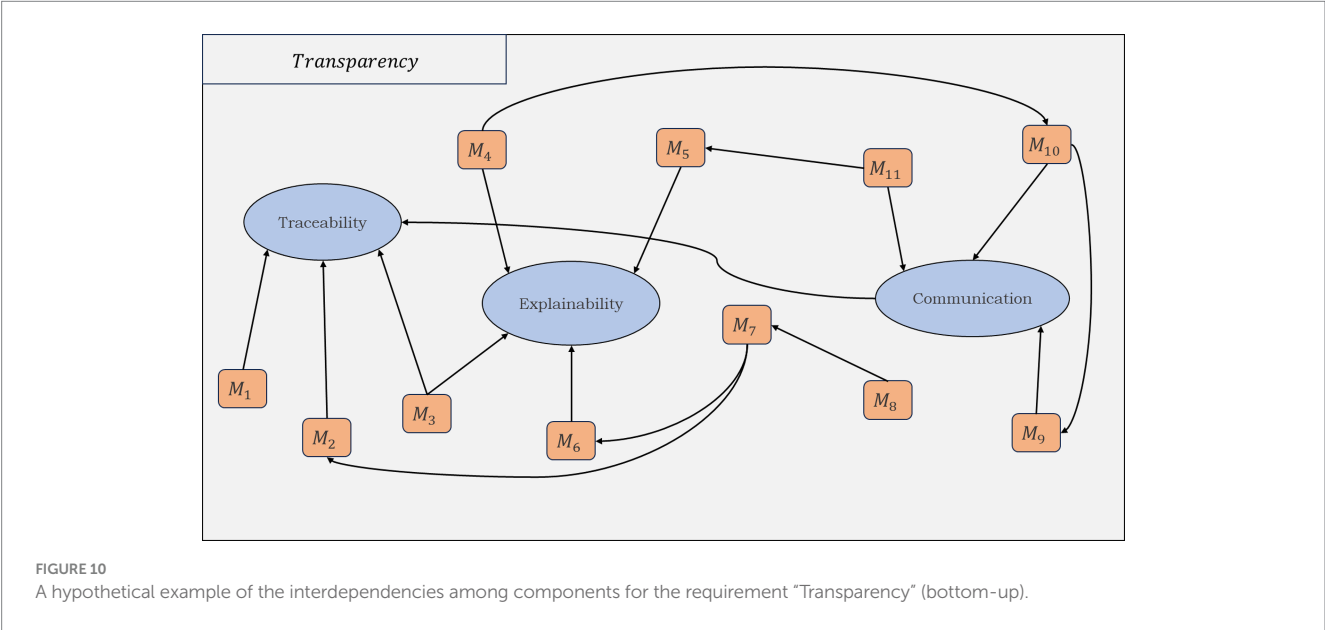 Transparency
M₄
M₅
M₁₀
M₁₁
Traceability
Explainability
Communication
M₇
M₁
M₈
M₃
M₂
M₆
M₉
FIGURE 10
A hypothetical example of the interdependencies among components for the requirement “Transparency” (bottom-up).